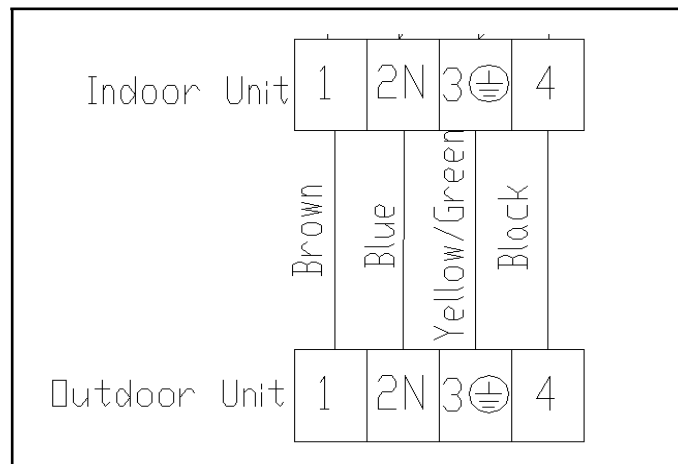 Indoor Unit 1 2N 3⏚ 4
Brown
Blue
Yellow/Green
Black
Outdoor Unit 1 2N 3⏚ 4